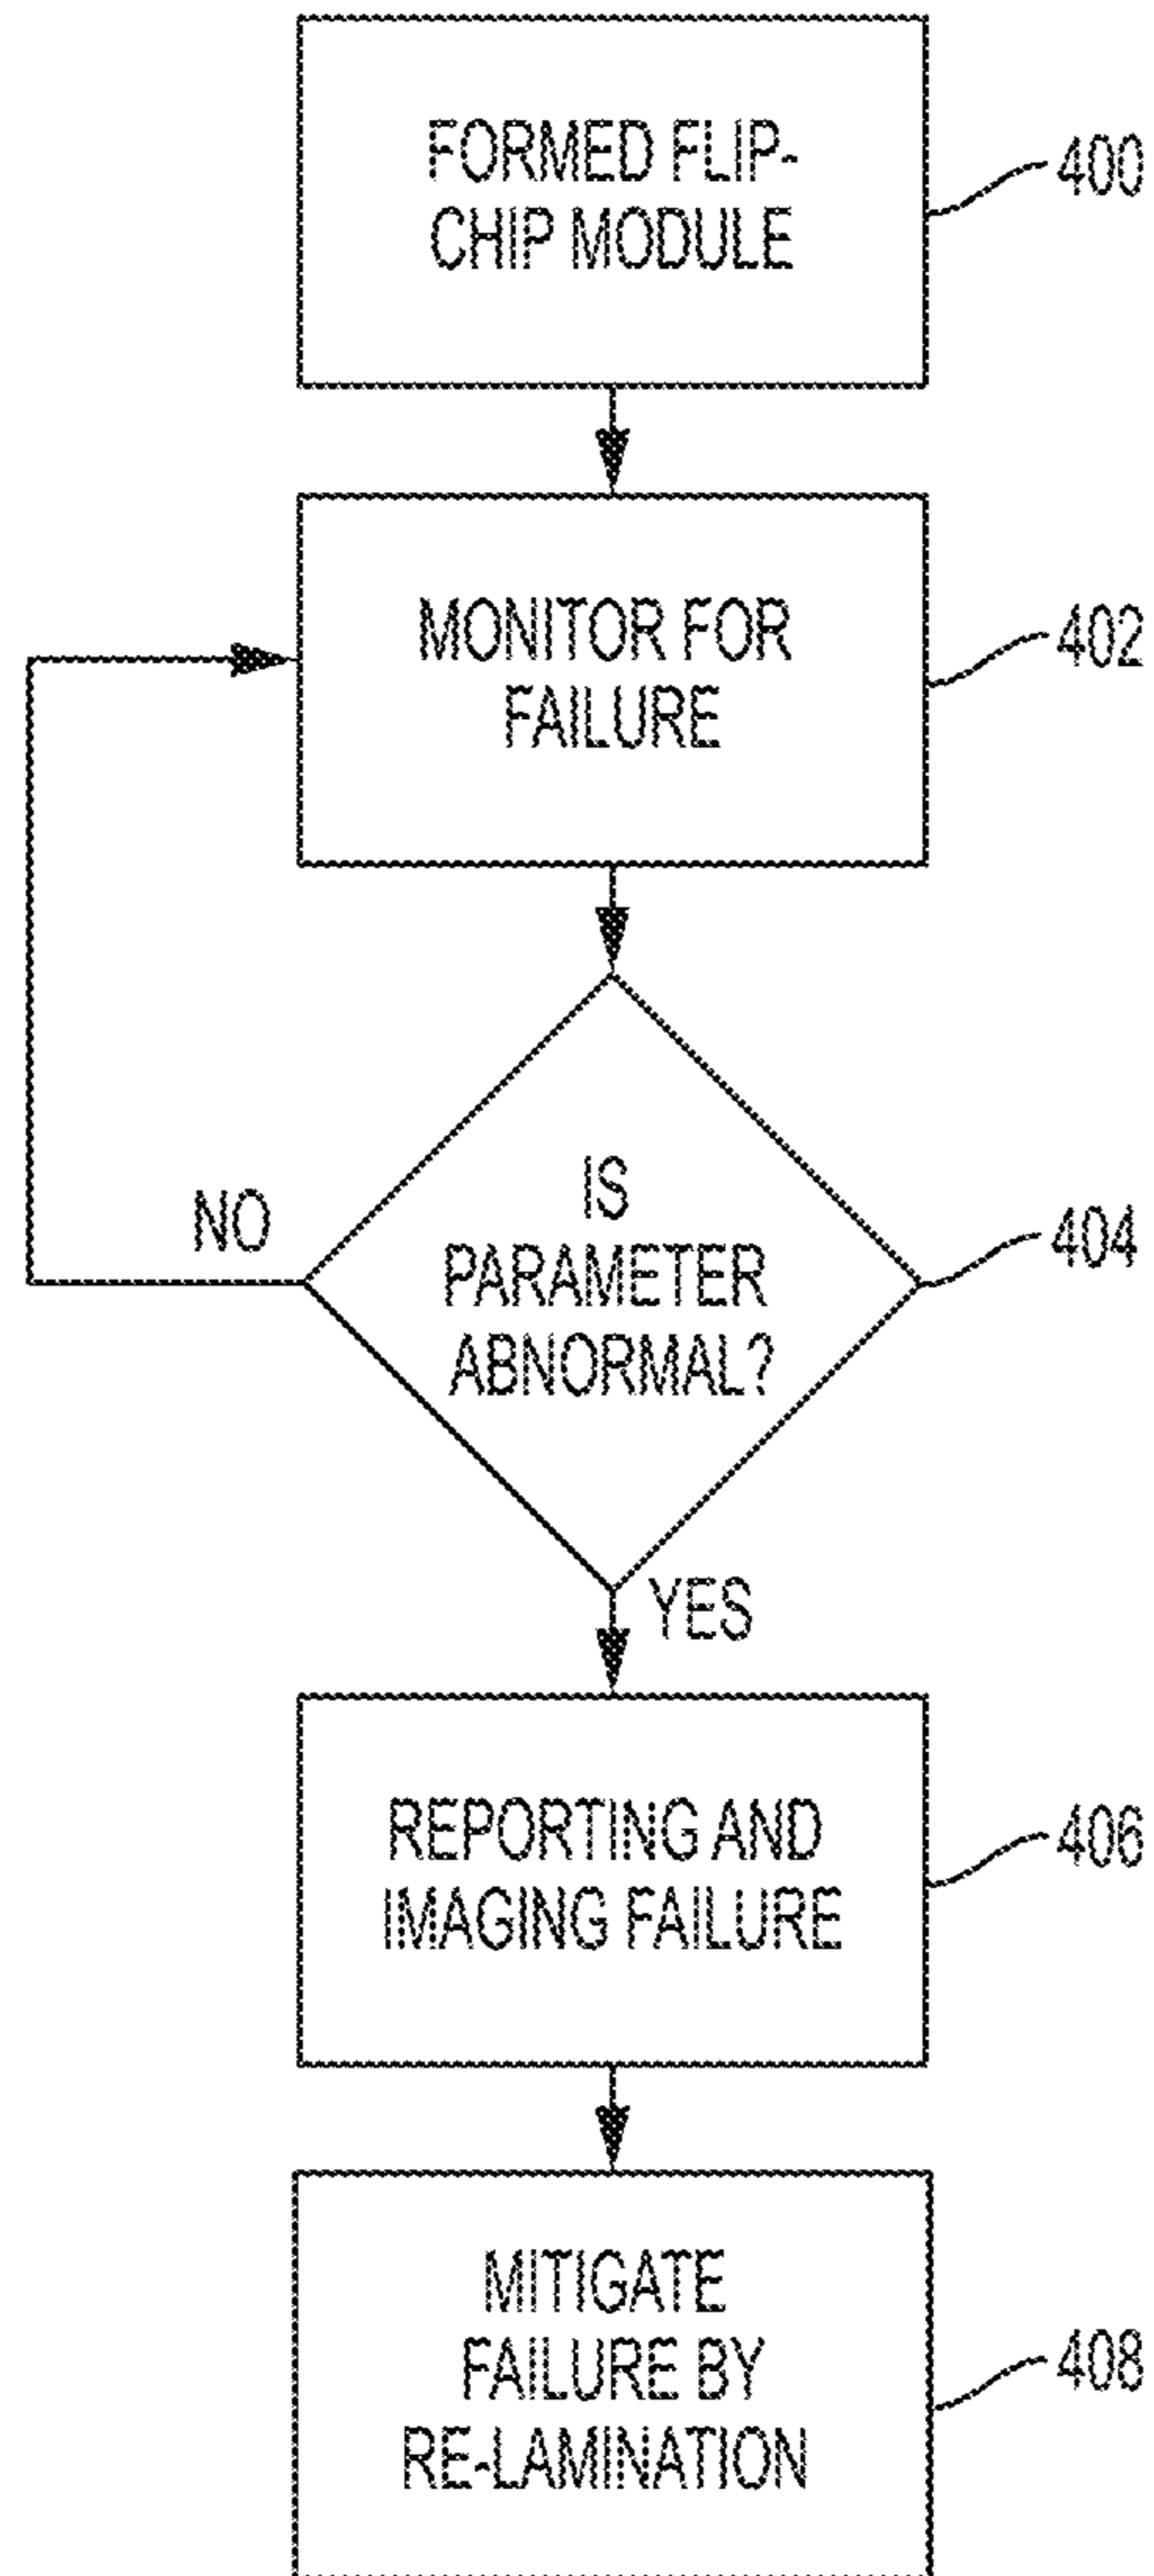 FORMED FLIP-
CHIP MODULE
400
MONITOR FOR
FAILURE
402
NO
IS
PARAMETER
ABNORMAL?
404
YES
REPORTING AND
IMAGING FAILURE
406
MITIGATE
FAILURE BY
RE-LAMINATION
408